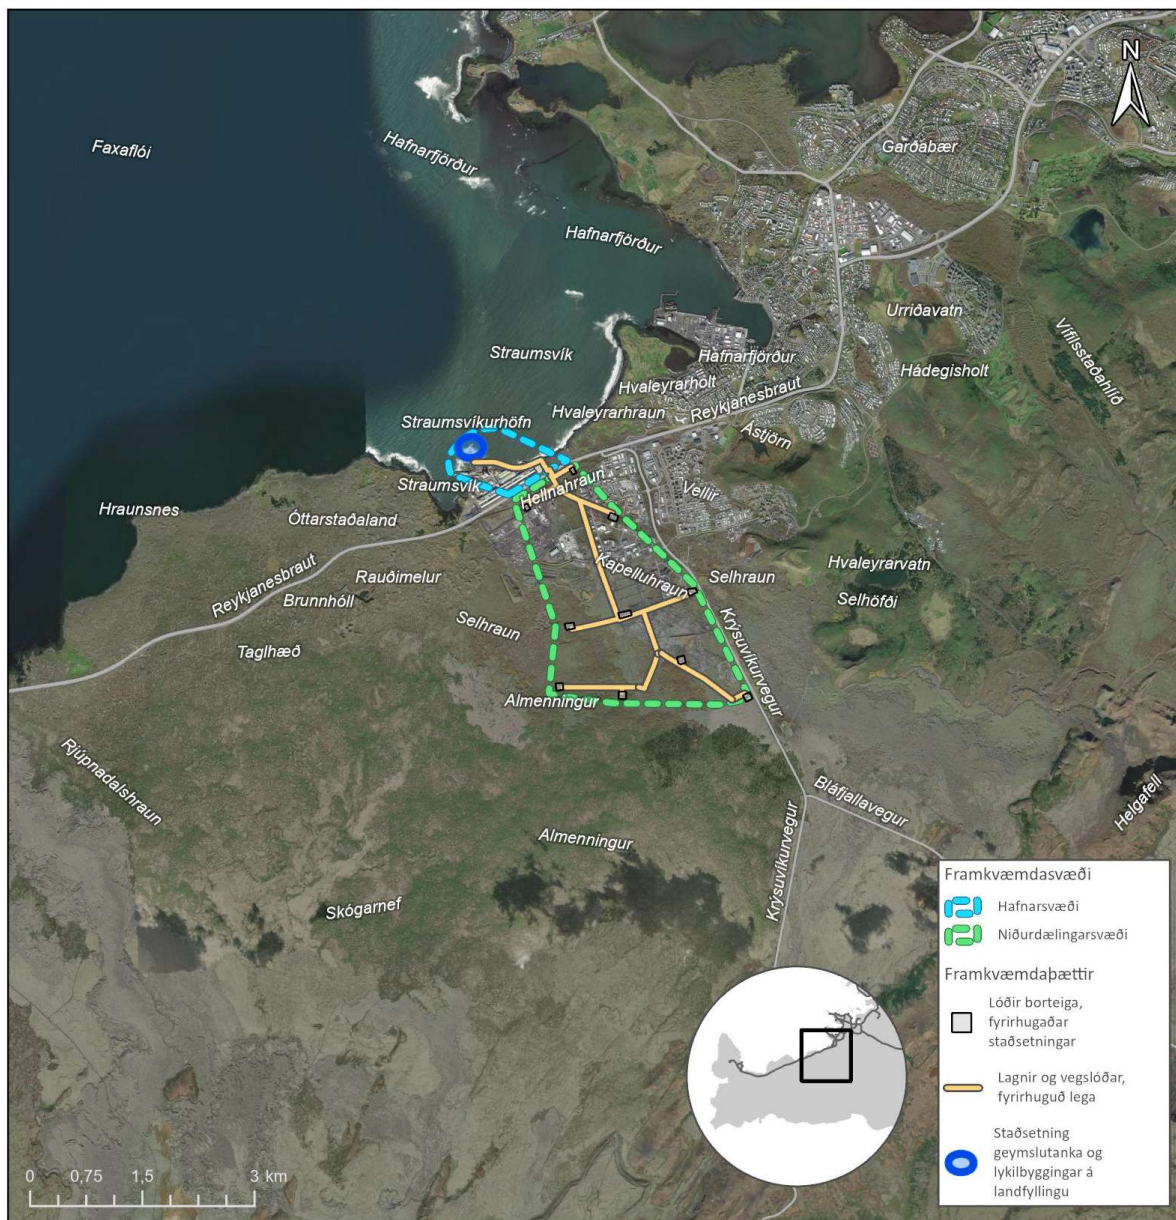 N
Faxaflói
Hafnarfjörður
Garðabær
Hafnarfjörður
Urriðavatn
Vífilsstaðahlíð
Straumsvík
Hafnarfjörður
Hádegisholt
Hvaleyrarholt
Reykjanesbraut
Hvaleyrarhraun
Straumsvíkurhöfn
Ástjörn
Straumsvík
Hellnahraun
Vellir
Hraunsnes
Óttarstaðaland
Reykjanesbraut
Rauðimelur
Brunnhóll
Kapelluhraun
Selhraun
Hvaleyrarvatn
Selhöfði
Selhraun
Taglhæð
Krýsuvíkurvegur
Almenningur
Rjúpnadalshraun
Bláfjallavegur
Helgafell
Almenningur
Krýsuvíkurvegur
Skógarnef
Framkvæmdasvæði
Hafnarsvæði
Niðurdælingarsvæði
Framkvæmdaþættir
Lóðir borteiga,
fyrirhugaðar
staðsetningar
Lagnir og vegslóðar,
fyrirhuguð lega
Staðsetning
geymslutanka og
lykilbyggingar á
landfyllingu
0 0,75 1,5 3 km